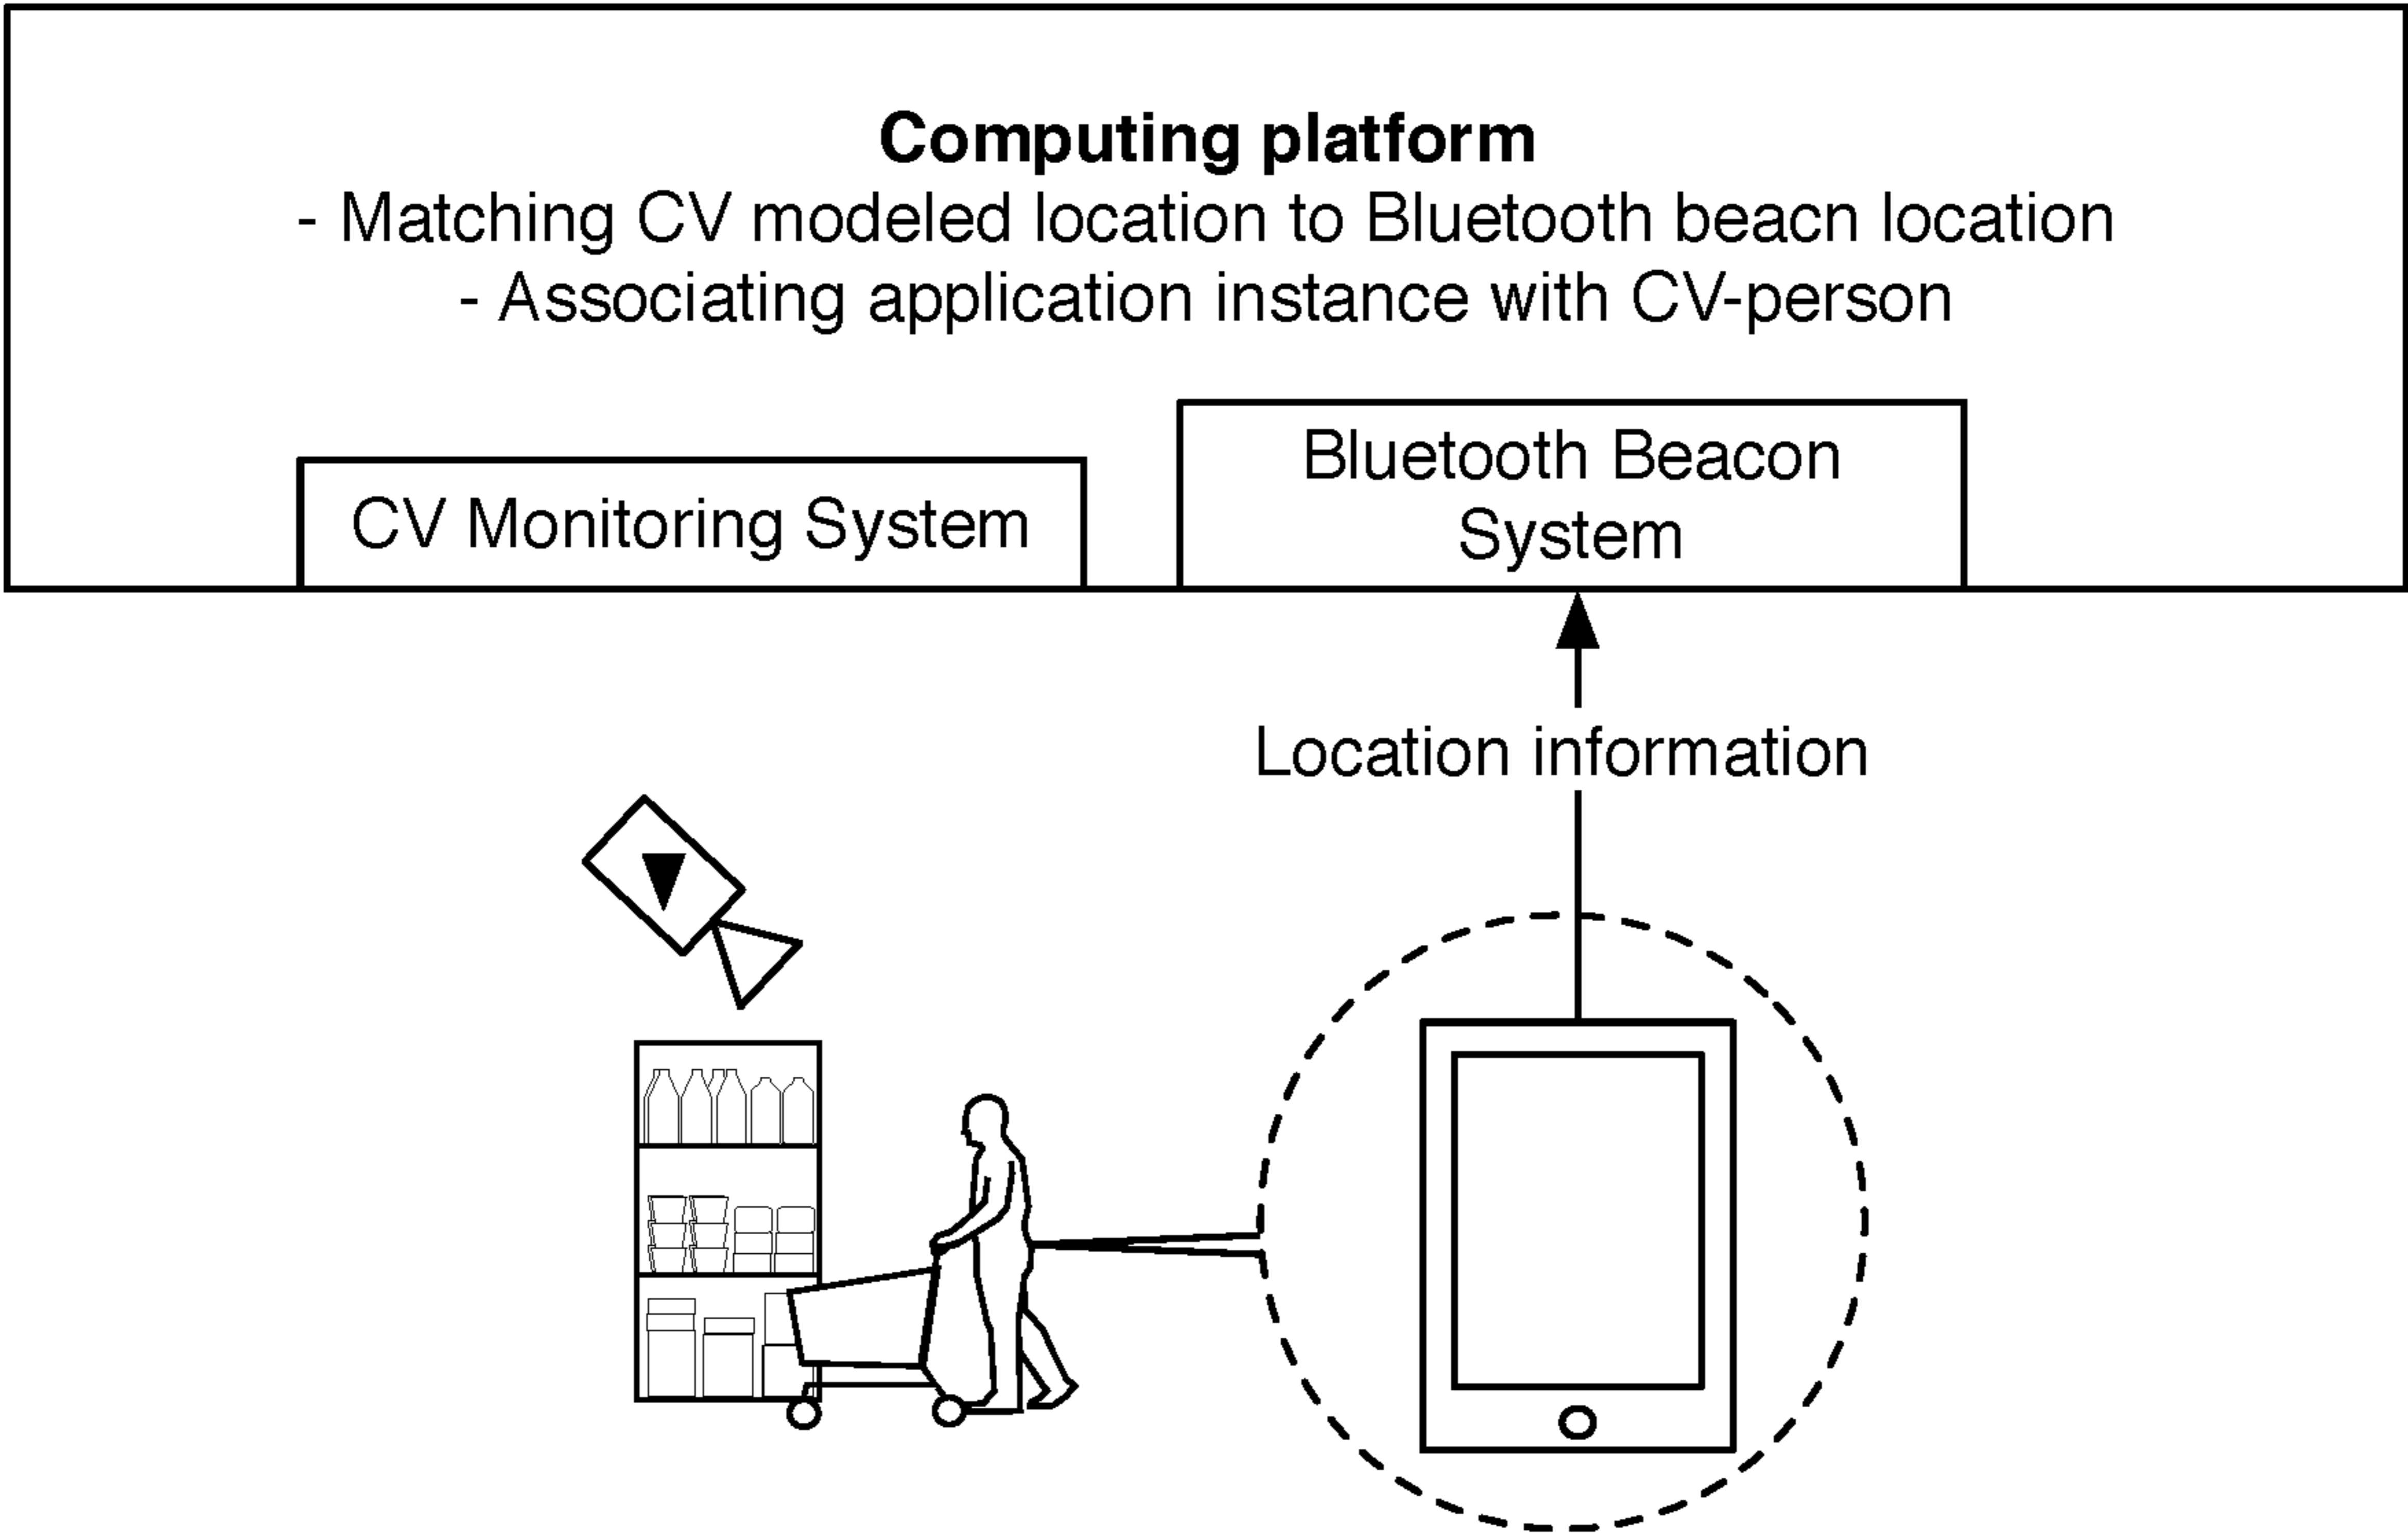 Computing platform
- Matching CV modeled location to Bluetooth beacn location
- Associating application instance with CV-person
CV Monitoring System
Bluetooth Beacon
System
Location information